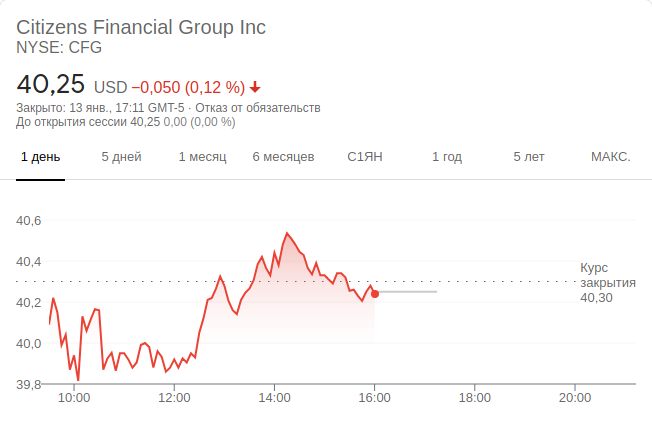 Citizens Financial Group Inc
NYSE: CFG
40,25 USD −0,050 (0,12 %)
Закрыто: 13 янв., 17:11 GMT-5 · Отказ от обязательств
До открытия сессии 40,25 0,00 (0,00 %)
1 день 5 дней 1 месяц 6 месяцев С1ЯН 1 год 5 лет МАКС.
40,6
40,4
Курс
закрытия
40,30
40,2
40,0
39,8
10:00 12:00 14:00 16:00 18:00 20:00